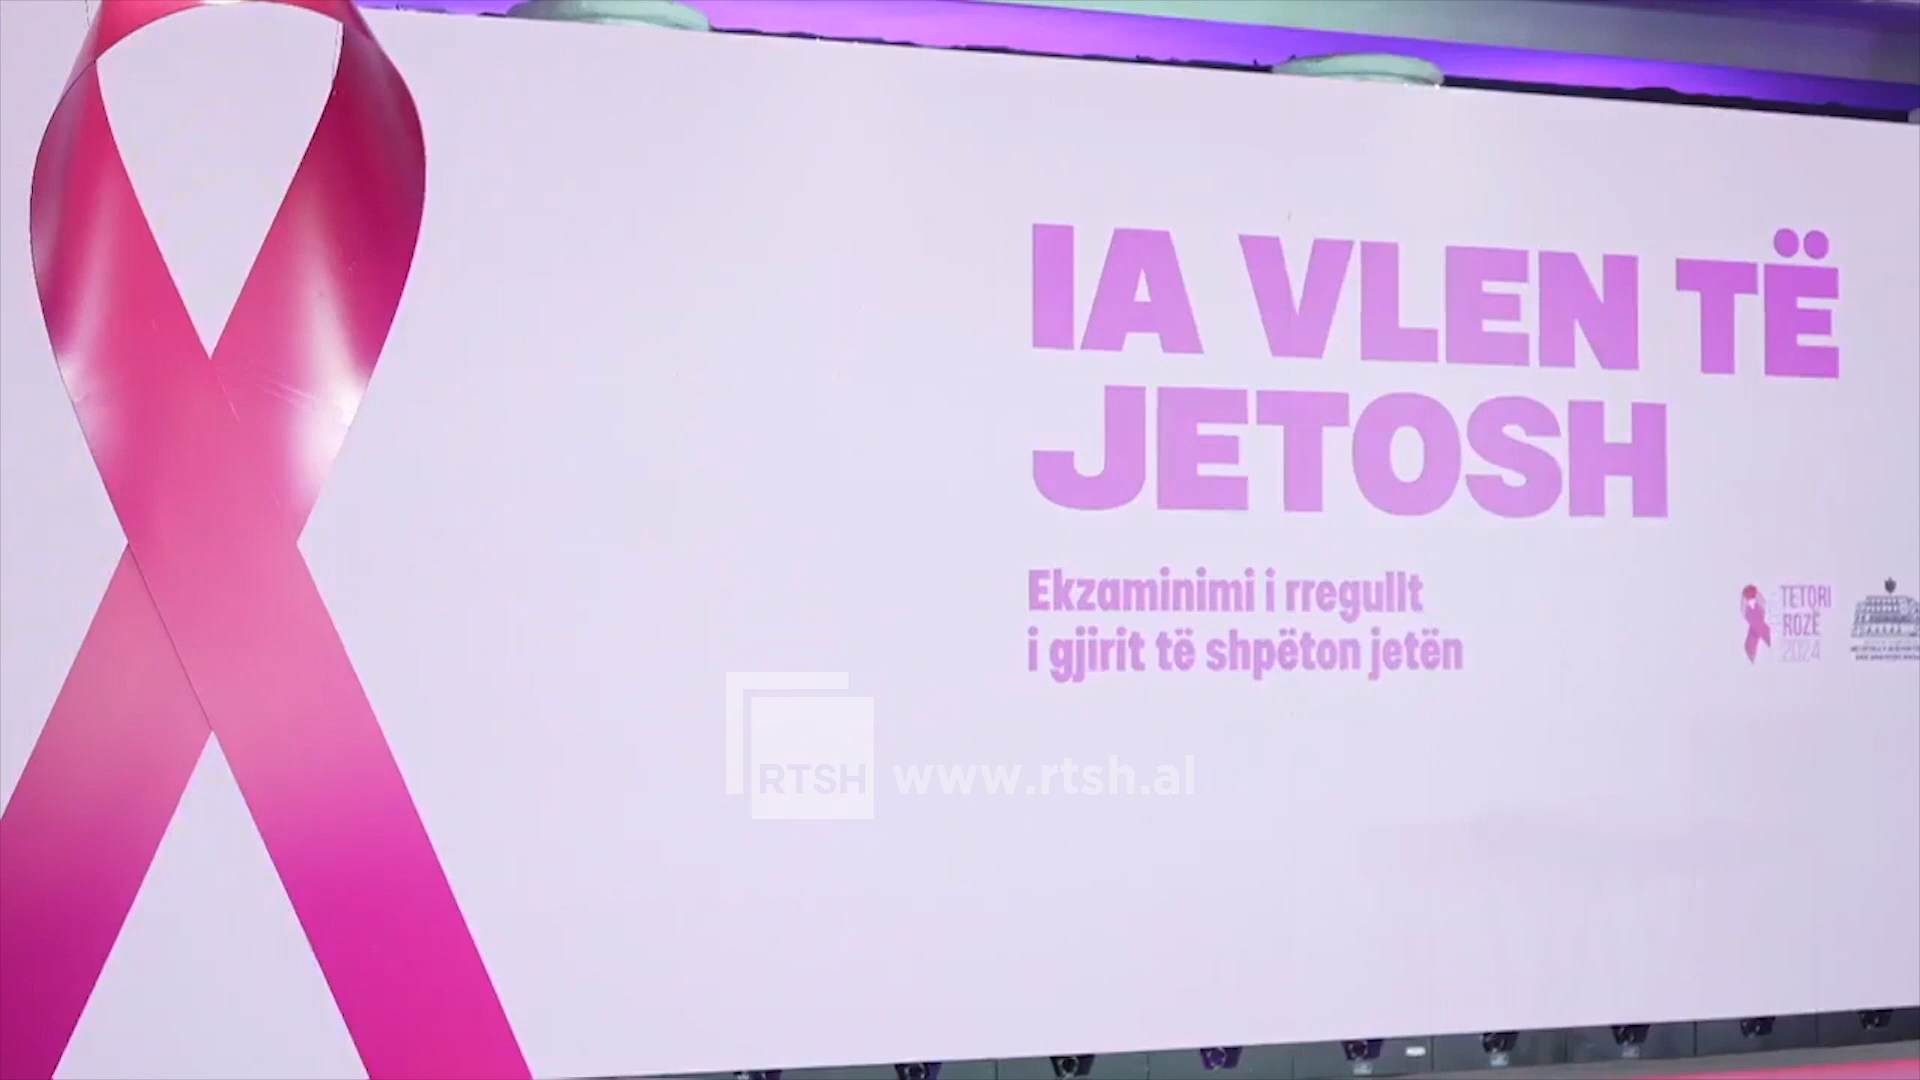 IA VLEN TË
JETOSH
Ekzaminimi i rregullt
i gjirit të shpëton jetën
TETORI
ROZË
2024
RTSH www.rtsh.al